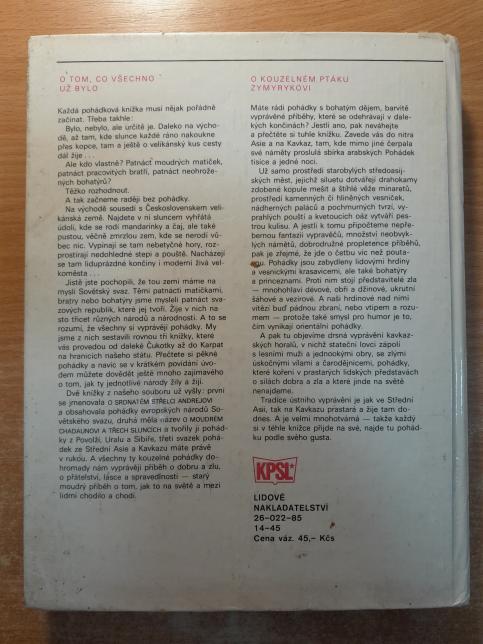 O TOM, CO VŠECHNO
UŽ BYLO
Každá pohádková knížka musí nějak pořádně
začínat. Třeba takhle:
Bylo, nebylo, ale určitě je. Daleko na výcho-
dě, až tam, kde slunce každé ráno nakoukne
přes kopce, tam a ještě o velikánský kus cesty
dál žije...
Ale kdo vlastně? Patnáct moudrých matiček,
patnáct pracovitých bratří, patnáct neohrože-
ných bohatýrů?
Těžko rozhodnout.
A tak začneme raději bez pohádky.
Na východě sousedí s Československem veli-
kánská země. Najdete v ní sluncem vyhřátá
údolí, kde se rodí mandarinky a čaj, ale také
pustou, věčně zmrzlou zem, kde se nerodí vů-
bec nic. Vypínají se tam nebetyčné hory, roz-
prostírají nedohledné stepi a pouště. Nacházejí
se tam liduprázdné končiny i moderní živá vel-
koměsta...
Jistě jste pochopili, že tou zemí máme na
mysli Sovětský svaz. Těmi patnácti matičkami,
bratry nebo bohatýry jsme mysleli patnáct sva-
zových republik, které jej tvoří. Žije v nich na
sto třicet různých národů a národností. A to se
rozumí, že všechny si vyprávějí pohádky. My
jsme z nich sestavili rovnou tři knížky, které
vás provedou od daleké Čukotky až do Karpat
na hranicích našeho státu. Přečtete si pěkné
pohádky a navíc se v krátkém povídání úvo-
dem můžete dovědět ještě mnoho zajímavého
o tom, jak ty jednotlivé národy žily a žijí.
Dvě knížky z našeho souboru už vyšly: první
se jmenovala O SRDNATÉM STŘELCI ANDREJOVI
a obsahovala pohádky evropských národů So-
větského svazu, druhá měla název O MOUDRÉM
CHADAUNOVI A TŘECH SLUNCÍCH a tvořily ji pohád-
ky z Povolží, Uralu a Sibiře, třetí svazek pohá-
dek ze Střední Asie a Kavkazu máte právě
v rukou. A všechny ty kouzelné pohádky do-
hromady nám vyprávějí příběh o dobru a zlu,
o přátelství, lásce a spravedlnosti — starý
moudrý příběh o tom, jak to na světě a mezi
lidmi chodilo a chodí.
O KOUZELNÉM PTÁKU
ZYMYRYKOVI
Máte rádi pohádky s bohatým dějem, barvitě
vyprávěné příběhy, které se odehrávají v dale-
kých končinách? Jestli ano, pak neváhejte
a přečtěte si tuhle knížku. Zavede vás do nitra
Asie a na Kavkaz, tam, kde mimo jiné čerpala
své náměty proslulá sbírka arabských Pohádek
tisíce a jedné noci.
Už samo prostředí starobylých středoasij-
ských měst, jejichž siluetu dotvářejí drahokamy
zdobené kopule mešit a štíhlé věže minaretů,
prostředí kamenných či hliněných vesniček,
nádherných paláců a pochmurných tvrzí, vy-
prahlých pouští a kvetoucích oáz vytváří pes-
trou kulisu. A jestli k tomu připočteme nepře-
bernou fantazii vypravěčů, množství neobvyk-
lých námětů, dobrodružné propletence příběhů,
pak je zřejmé, že jde o četbu víc než pouta-
vou. Pohádky jsou zabydleny lidovými hrdiny
a vesnickými krasavicemi, ale také bohatýry
a princeznami. Proti nim stojí představitelé zla
— mnohohlaví dévové, obři a džinové, ukrutní
šáhové a vezírové. A naši hrdinové nad nimi
vítězí buď pádnou zbraní, nebo vtipem a rozu-
mem — protože také smysl pro humor je to,
čím vynikají orientální pohádky.
A pak tu objevíme drsná vyprávění kavkaz-
ských horalů, v nichž stateční lovci zápolí
s lesními muži a jednookými obry, se zlými
úskočnými vílami a čarodějnicemi, pohádky,
které koření v prastarých lidských představách
o silách dobra a zla a které jinde na světě
nenajdeme.
Tradice ústního vyprávění je jak ve Střední
Asii, tak na Kavkazu prastará a žije tam do-
dnes. A je velmi mnohotvárná — takže každý
si v téhle knížce přijde na své, najde tu pohád-
ku podle svého gusta.
KPSL
LIDOVÉ
NAKLADATELSTVÍ
26-022-85
14-45
Cena váz. 45,- Kčs